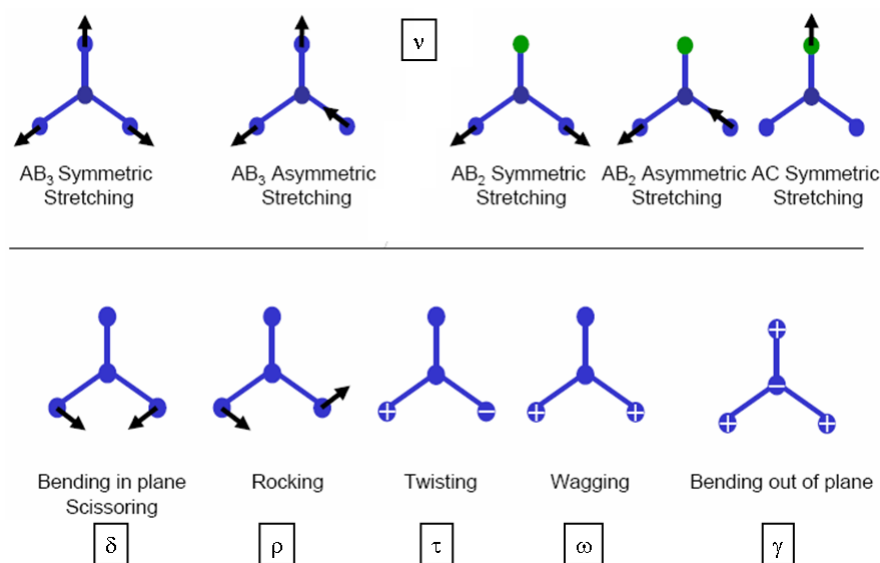 ν
AB₃ Symmetric
Stretching
AB₃ Asymmetric
Stretching
AB₂ Symmetric
Stretching
AB₂ Asymmetric
Stretching
AC Symmetric
Stretching
+ −
+ +
+
−
+ +
Bending in plane
Scissoring
Rocking
Twisting
Wagging
Bending out of plane
δ
ρ
τ
ω
γ